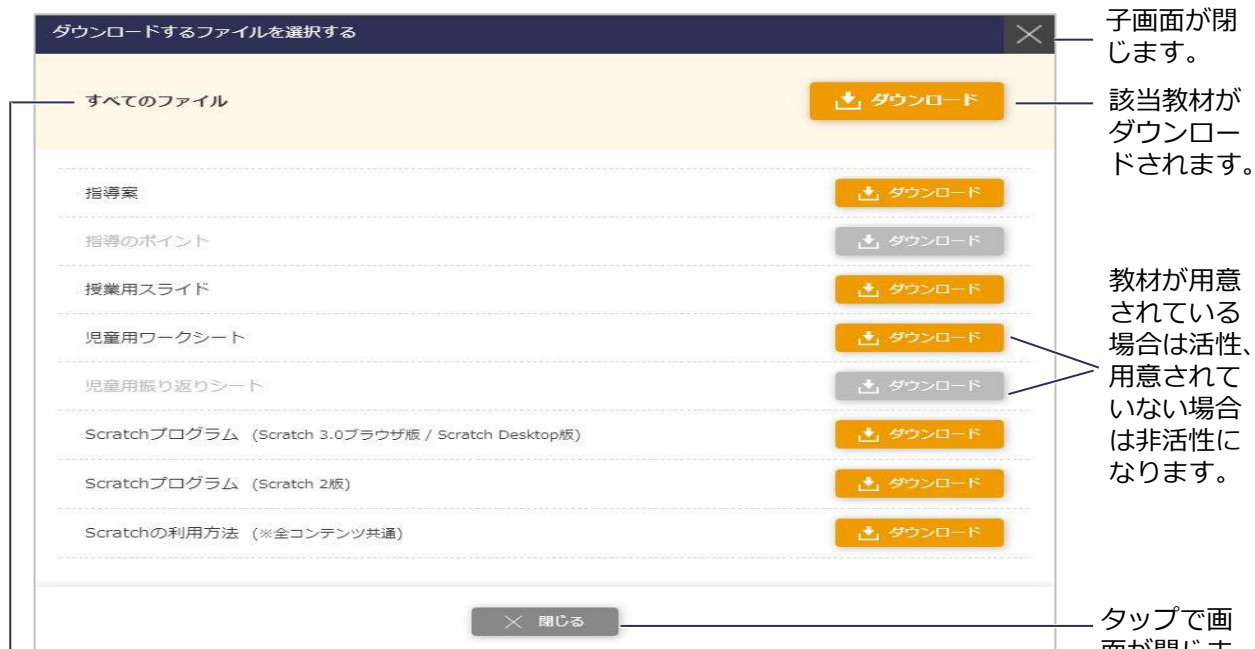 ダウンロードするファイルを選択する
子画面が閉
じます。
すべてのファイル
ダウンロード
該当教材が
ダウンロー
ドされます。
指導案
ダウンロード
指導のポイント
ダウンロード
授業用スライド
ダウンロード
児童用ワークシート
ダウンロード
児童用振り返りシート
ダウンロード
教材が用意
されている
場合は活性、
用意されて
いない場合
は非活性に
なります。
Scratchプログラム (Scratch 3.0ブラウザ版 / Scratch Desktop版)
ダウンロード
Scratchプログラム (Scratch 2版)
ダウンロード
Scratchの利用方法 (※全コンテンツ共通)
ダウンロード
閉じる
タップで画
面が閉じま